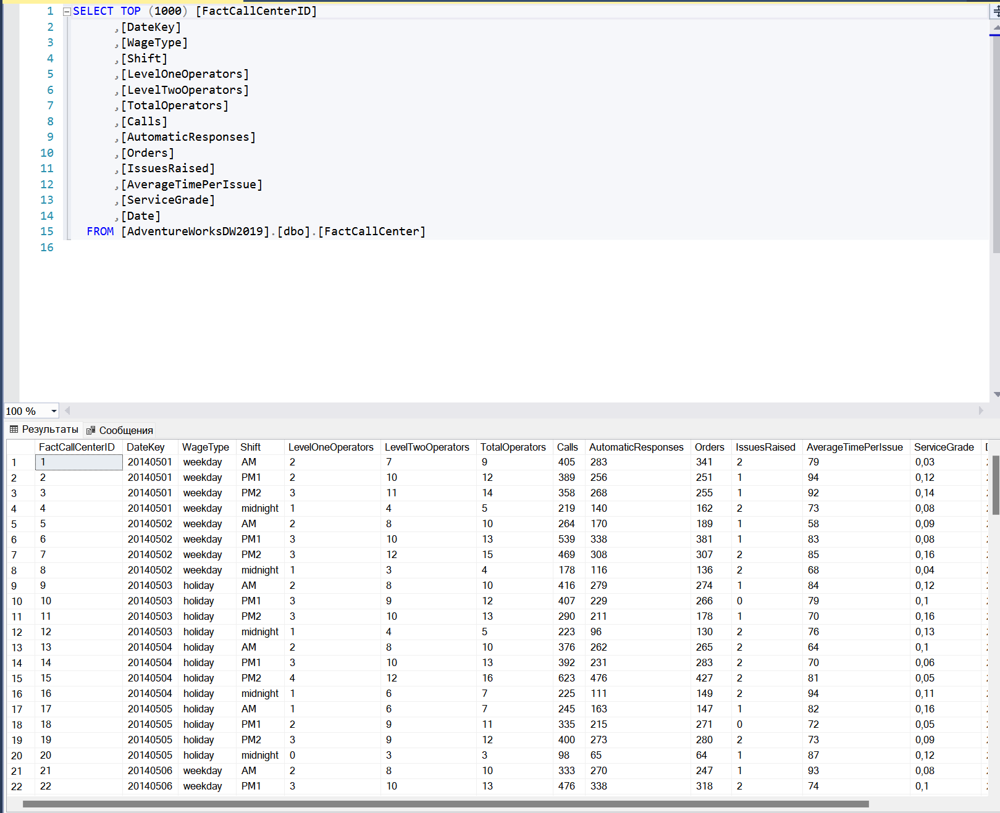 1 SELECT TOP (1000) [FactCallCenterID]
2 ,[DateKey]
3 ,[WageType]
4 ,[Shift]
5 ,[LevelOneOperators]
6 ,[LevelTwoOperators]
7 ,[TotalOperators]
8 ,[Calls]
9 ,[AutomaticResponses]
10 ,[Orders]
11 ,[IssuesRaised]
12 ,[AverageTimePerIssue]
13 ,[ServiceGrade]
14 ,[Date]
15 FROM [AdventureWorksDW2019].[dbo].[FactCallCenter]
16
100 %
Результаты Сообщения
FactCallCenterID DateKey WageType Shift LevelOneOperators LevelTwoOperators TotalOperators Calls AutomaticResponses Orders IssuesRaised AverageTimePerIssue ServiceGrade
1 1 20140501 weekday AM 2 7 9 405 283 341 2 79 0,03
2 2 20140501 weekday PM1 2 10 12 389 256 251 1 94 0,12
3 3 20140501 weekday PM2 3 11 14 358 268 255 1 92 0,14
4 4 20140501 weekday midnight 1 4 5 219 140 162 2 73 0,08
5 5 20140502 weekday AM 2 8 10 264 170 189 1 58 0,09
6 6 20140502 weekday PM1 3 10 13 539 338 381 1 83 0,08
7 7 20140502 weekday PM2 3 12 15 469 308 307 2 85 0,16
8 8 20140502 weekday midnight 1 3 4 178 116 136 2 68 0,04
9 9 20140503 holiday AM 2 8 10 416 279 274 1 84 0,12
10 10 20140503 holiday PM1 3 9 12 407 229 266 0 79 0,1
11 11 20140503 holiday PM2 3 10 13 290 211 178 1 70 0,16
12 12 20140503 holiday midnight 1 4 5 223 96 130 2 76 0,13
13 13 20140504 holiday AM 2 8 10 376 262 265 2 64 0,1
14 14 20140504 holiday PM1 3 10 13 392 231 283 2 70 0,06
15 15 20140504 holiday PM2 4 12 16 623 476 427 2 81 0,05
16 16 20140504 holiday midnight 1 6 7 225 111 149 2 94 0,11
17 17 20140505 holiday AM 1 6 7 245 163 147 1 82 0,16
18 18 20140505 holiday PM1 2 9 11 335 215 271 0 72 0,05
19 19 20140505 holiday PM2 3 9 12 400 273 280 2 73 0,09
20 20 20140505 holiday midnight 0 3 3 98 65 64 1 87 0,12
21 21 20140506 weekday AM 2 8 10 333 270 247 1 93 0,08
22 22 20140506 weekday PM1 3 10 13 476 338 318 2 74 0,1